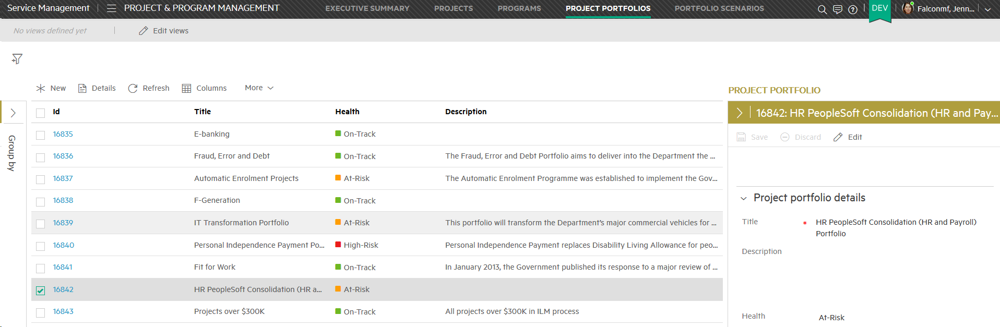 Service Management PROJECT & PROGRAM MANAGEMENT EXECUTIVE SUMMARY PROJECTS PROGRAMS PROJECT PORTFOLIOS PORTFOLIO SCENARIOS DEV Falconmf, Jenn...
No views defined yet Edit views
New Details Refresh Columns More
Id Title Health Description
16835 E-banking On-Track
16836 Fraud, Error and Debt On-Track The Fraud, Error and Debt Portfolio aims to deliver into the Department the ...
16837 Automatic Enrolment Projects At-Risk The Automatic Enrolment Programme was established to implement the Gov...
16838 F-Generation On-Track
16839 IT Transformation Portfolio At-Risk This portfolio will transform the Department's major commercial vehicles for ...
16840 Personal Independence Payment Po... High-Risk Personal Independence Payment replaces Disability Living Allowance for peo...
16841 Fit for Work On-Track In January 2013, the Government published its response to a major review of ...
16842 HR PeopleSoft Consolidation (HR a... At-Risk
16843 Projects over $300K On-Track All projects over $300K in ILM process
Group by
PROJECT PORTFOLIO
16842: HR PeopleSoft Consolidation (HR and Pay...
Save Discard Edit
Project portfolio details
Title * HR PeopleSoft Consolidation (HR and Payroll)
Portfolio
Description
Health At-Risk